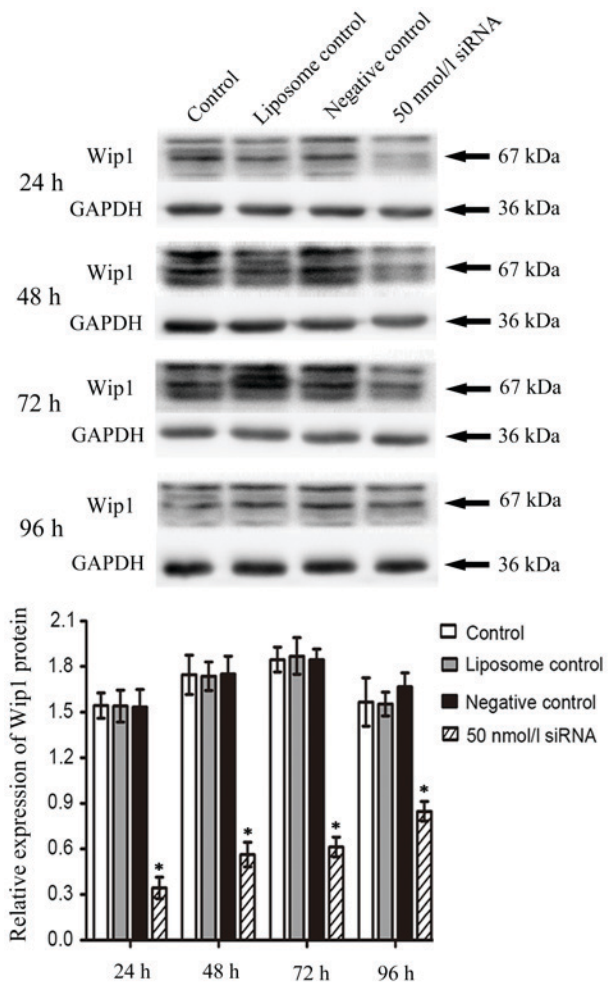 Control
Liposome control
Negative control
50 nmol/l siRNA
24 h
Wip1
67 kDa
GAPDH
36 kDa
48 h
Wip1
67 kDa
GAPDH
36 kDa
72 h
Wip1
67 kDa
GAPDH
36 kDa
96 h
Wip1
67 kDa
GAPDH
36 kDa
Relative expression of Wip1 protein
2.1
1.8
1.5
1.2
0.9
0.6
0.3
0.0
* * * *
24 h 48 h 72 h 96 h
Control
Liposome control
Negative control
50 nmol/l siRNA